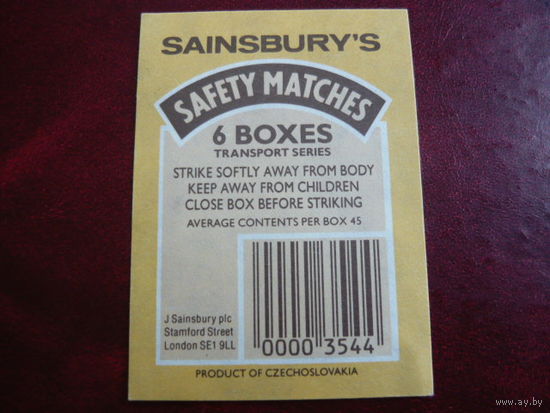 SAINSBURY'S
SAFETY MATCHES
6 BOXES
TRANSPORT SERIES
STRIKE SOFTLY AWAY FROM BODY
KEEP AWAY FROM CHILDREN
CLOSE BOX BEFORE STRIKING
AVERAGE CONTENTS PER BOX 45
J Sainsbury plc
Stamford Street
London SE1 9LL
0000 3544
PRODUCT OF CZECHOSLOVAKIA
www.ay.by